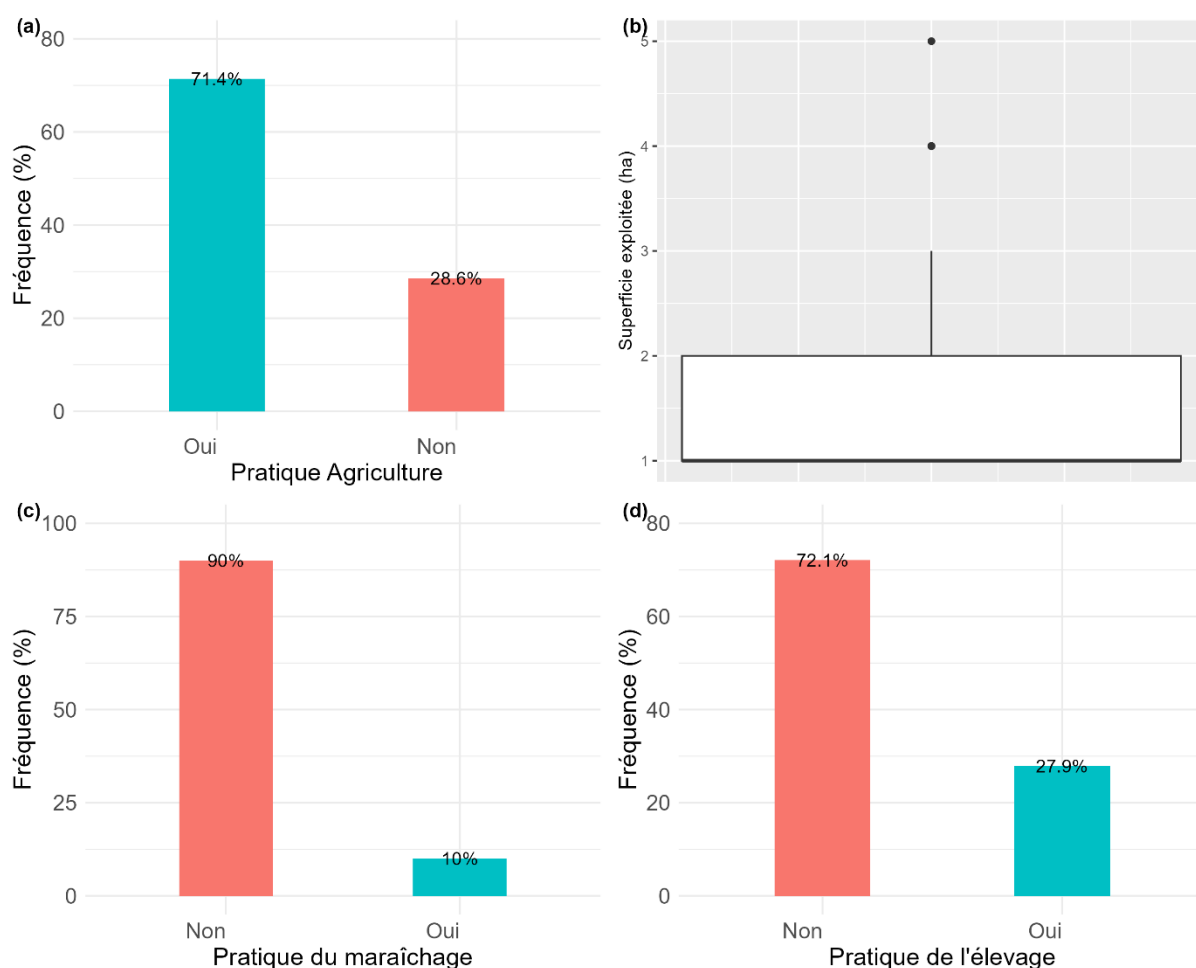 (a)
80
60
40
20
0
Fréquence (%)
71.4%
28.6%
Oui Non
Pratique Agriculture
(b)
5
4
3
2
1
Superficie exploitée (ha)
(c)
100
75
50
25
0
Fréquence (%)
90%
10%
Non Oui
Pratique du maraîchage
(d)
80
60
40
20
0
Fréquence (%)
72.1%
27.9%
Non Oui
Pratique de l'élevage